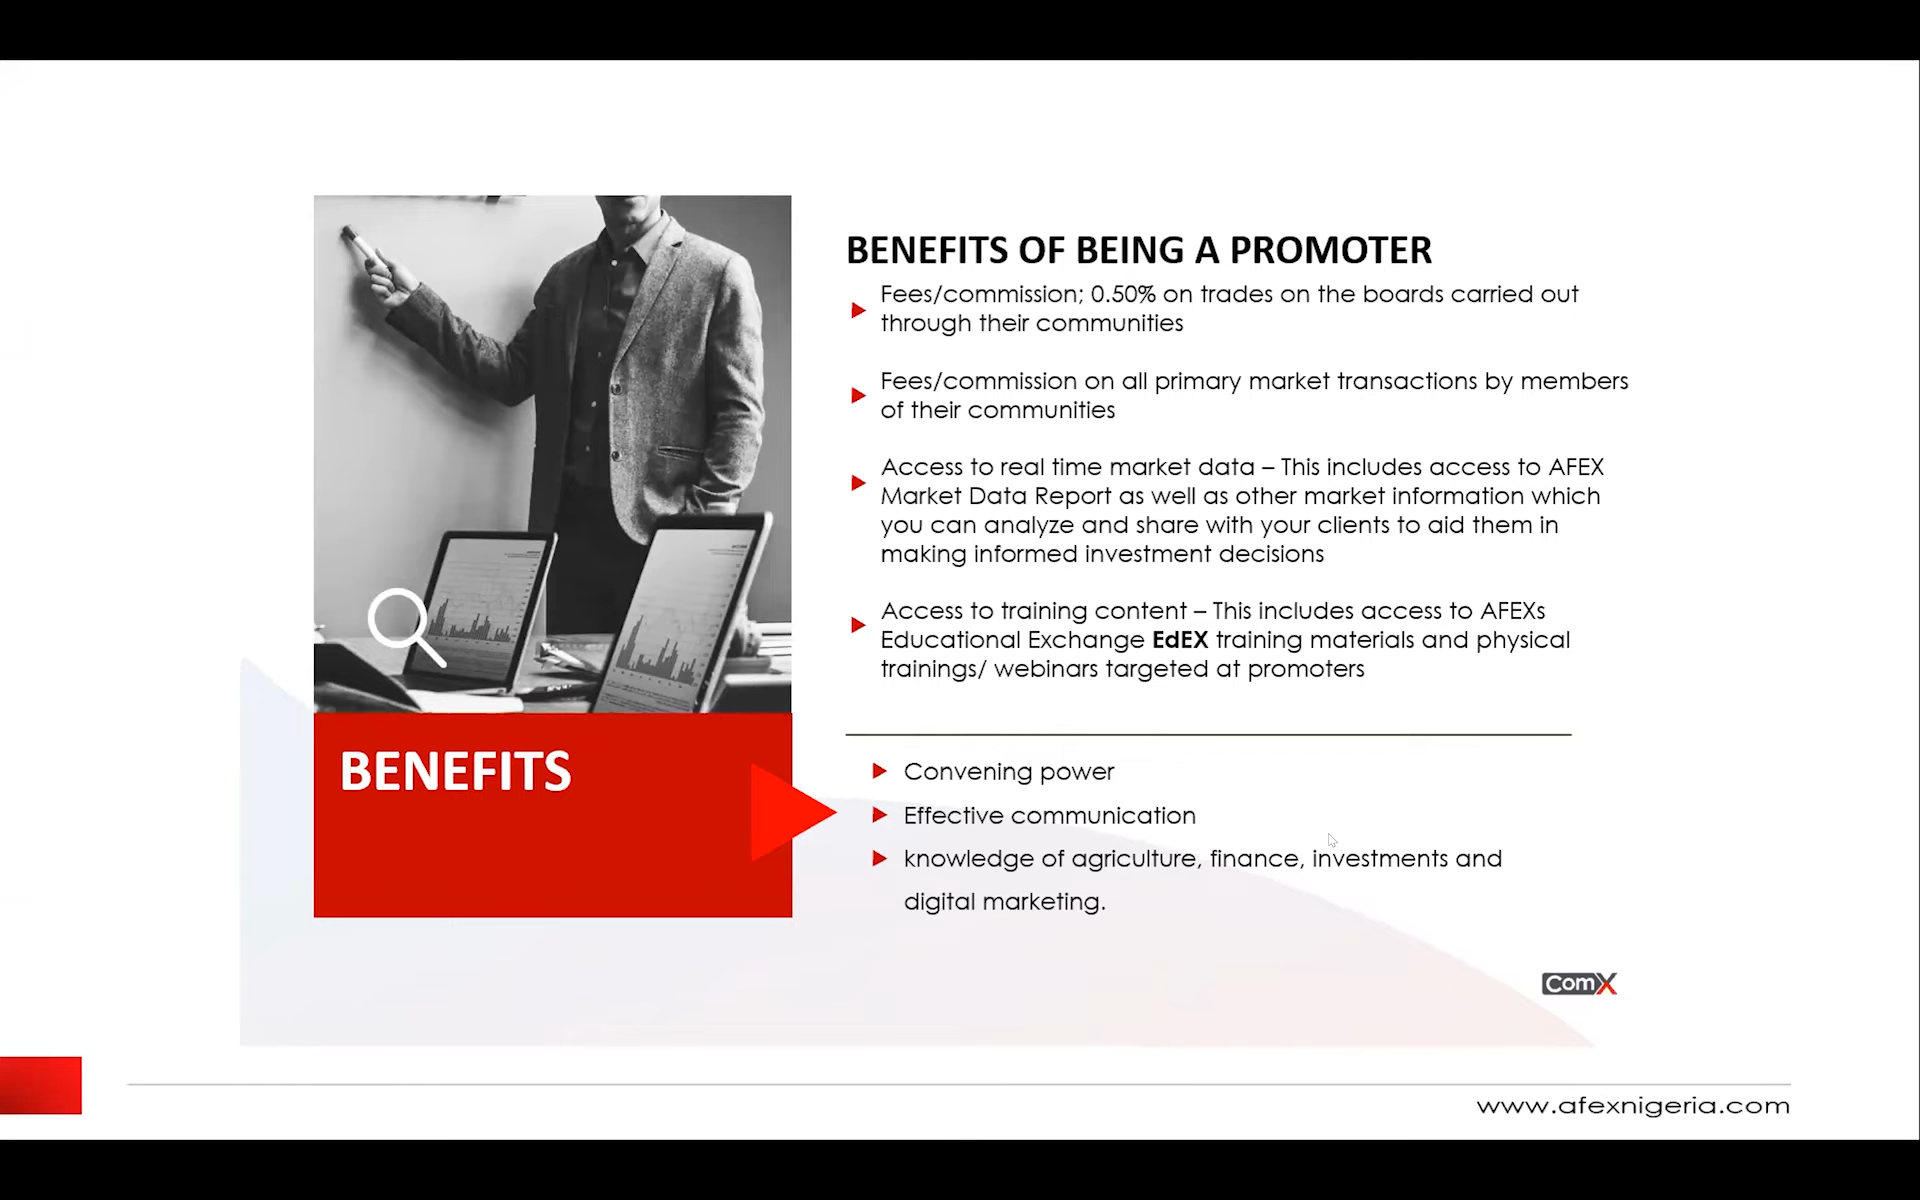 BENEFITS OF BEING A PROMOTER
Fees/commission; 0.50% on trades on the boards carried out
through their communities
Fees/commission on all primary market transactions by members
of their communities
Access to real time market data – This includes access to AFEX
Market Data Report as well as other market information which
you can analyze and share with your clients to aid them in
making informed investment decisions
Access to training content – This includes access to AFEXs
Educational Exchange EdEX training materials and physical
trainings/ webinars targeted at promoters
BENEFITS
Convening power
Effective communication
knowledge of agriculture, finance, investments and
digital marketing.
ComX
www.afexnigeria.com